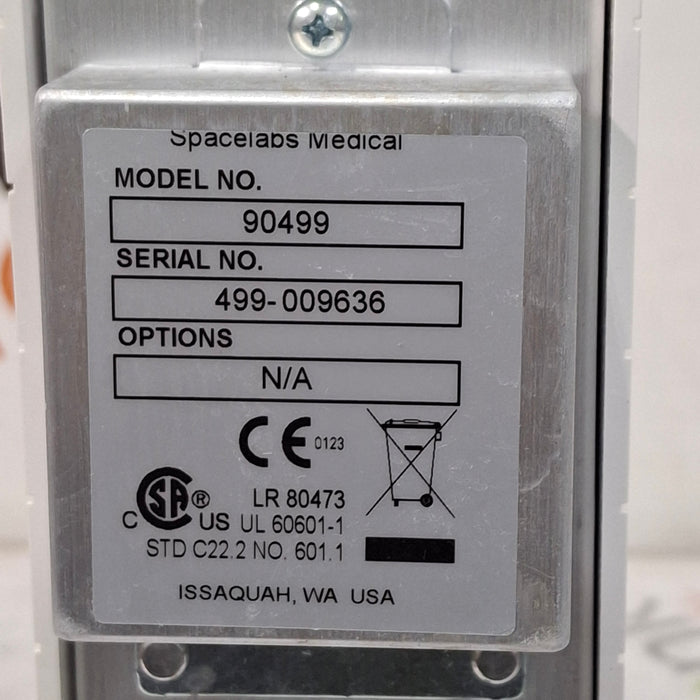 Spacelabs Medical
MODEL NO.
90499
SERIAL NO.
499-009636
OPTIONS
N/A
CE 0123
SA ®
C US
LR 80473
UL 60601-1
STD C22.2 NO. 601.1
ISSAQUAH, WA USA